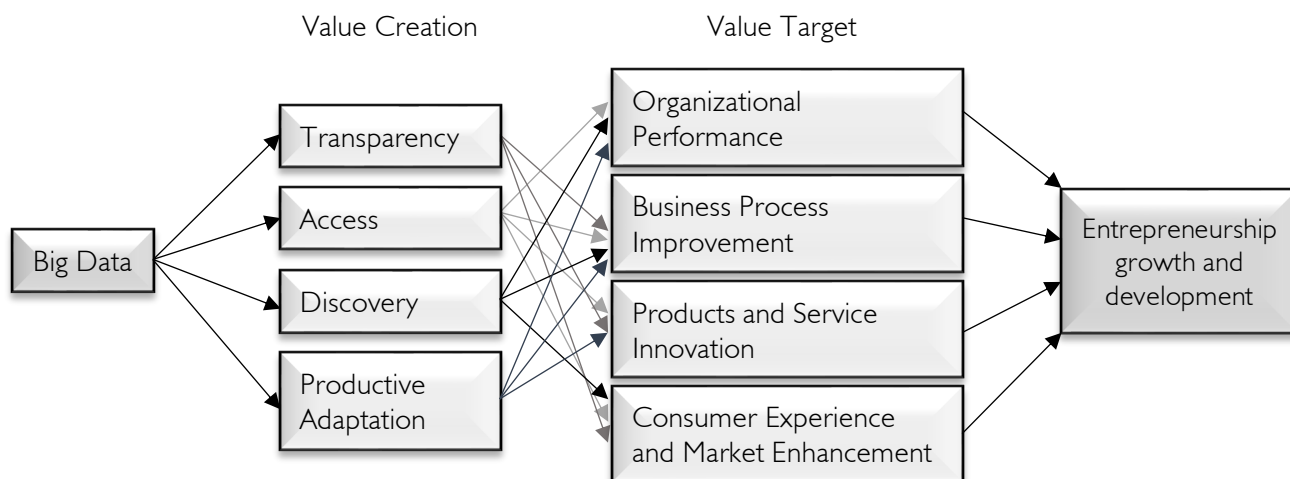 Value Creation
Value Target
Big Data
Transparency
Access
Discovery
Productive
Adaptation
Organizational
Performance
Business Process
Improvement
Products and Service
Innovation
Consumer Experience
and Market Enhancement
Entrepreneurship
growth and
development